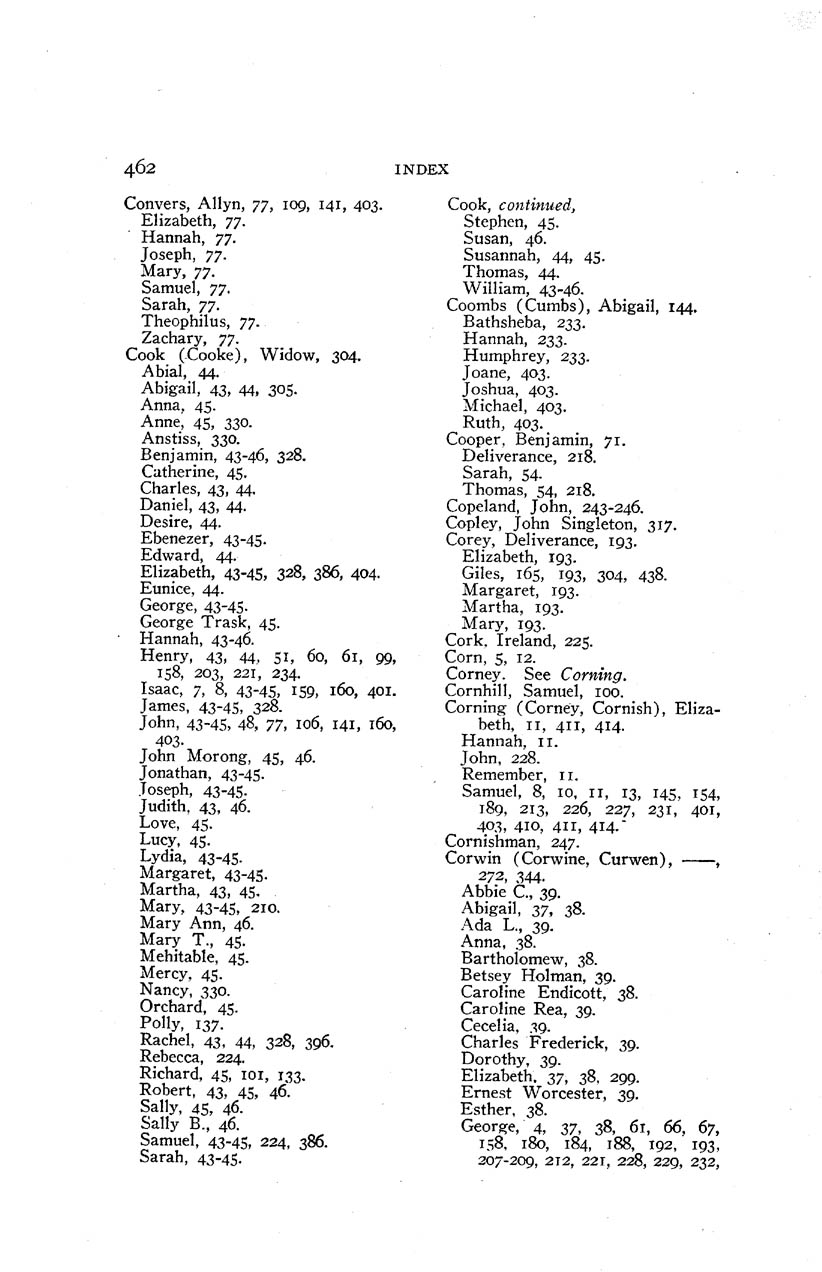 462
INDEX
Convers, Allyn, 77, 109, 141, 403.
Elizabeth, 77.
Hannah, 77.
Joseph, 77.
Mary, 77.
Samuel, 77.
Sarah, 77.
Theophilus, 77.
Zachary, 77.
Cook (Cooke), Widow, 304.
Abial, 44.
Abigail, 43, 44, 305.
Anna, 45.
Anne, 45, 330.
Anstiss, 330.
Benjamin, 43-46, 328.
Catherine, 45.
Charles, 43, 44.
Daniel, 43, 44.
Desire, 44.
Ebenezer, 43-45.
Edward, 44.
Elizabeth, 43-45, 328, 386, 404.
Eunice, 44.
George, 43-45.
George Trask, 45.
Hannah, 43-46.
Henry, 43, 44, 51, 60, 61, 99,
158, 203, 221, 234.
Isaac, 7, 8, 43-45, 159, 160, 401.
James, 43-45, 328.
John, 43-45, 48, 77, 106, 141, 160,
403.
John Morong, 45, 46.
Jonathan, 43-45.
Joseph, 43-45.
Judith, 43, 46.
Love, 45.
Lucy, 45.
Lydia, 43-45.
Margaret, 43-45.
Martha, 43, 45.
Mary, 43-45, 210.
Mary Ann, 46.
Mary T., 45.
Mehitable, 45.
Mercy, 45.
Nancy, 330.
Orchard, 45.
Polly, 137.
Rachel, 43, 44, 328, 396.
Rebecca, 224.
Richard, 45, 101, 133.
Robert, 43, 45, 46.
Sally, 45, 46.
Sally B., 46.
Samuel, 43-45, 224, 386.
Sarah, 43-45.
Cook, continued,
Stephen, 45.
Susan, 46.
Susannah, 44, 45.
Thomas, 44.
William, 43-46.
Coombs (Cumbs), Abigail, 144.
Bathsheba, 233.
Hannah, 233.
Humphrey, 233.
Joane, 403.
Joshua, 403.
Michael, 403.
Ruth, 403.
Cooper, Benjamin, 71.
Deliverance, 218.
Sarah, 54.
Thomas, 54, 218.
Copeland, John, 243-246.
Copley, John Singleton, 317.
Corey, Deliverance, 193.
Elizabeth, 193.
Giles, 165, 193, 304, 438.
Margaret, 193.
Martha, 193.
Mary, 193.
Cork, Ireland, 225.
Corn, 5, 12.
Corney. See Corning.
Cornhill, Samuel, 100.
Corning (Corney, Cornish), Eliza-
beth, 11, 411, 414.
Hannah, 11.
John, 228.
Remember, 11.
Samuel, 8, 10, 11, 13, 145, 154,
189, 213, 226, 227, 231, 401,
403, 410, 411, 414.
Cornishman, 247.
Corwin (Corwine, Curwen), ——,
272, 344.
Abbie C., 39.
Abigail, 37, 38.
Ada L., 39.
Anna, 38.
Bartholomew, 38.
Betsey Holman, 39.
Caroline Endicott, 38.
Caroline Rea, 39.
Cecelia, 39.
Charles Frederick, 39.
Dorothy, 39.
Elizabeth, 37, 38, 299.
Ernest Worcester, 39.
Esther, 38.
George, 4, 37, 38, 61, 66, 67,
158, 180, 184, 188, 192, 193,
207-209, 212, 221, 228, 229, 232,